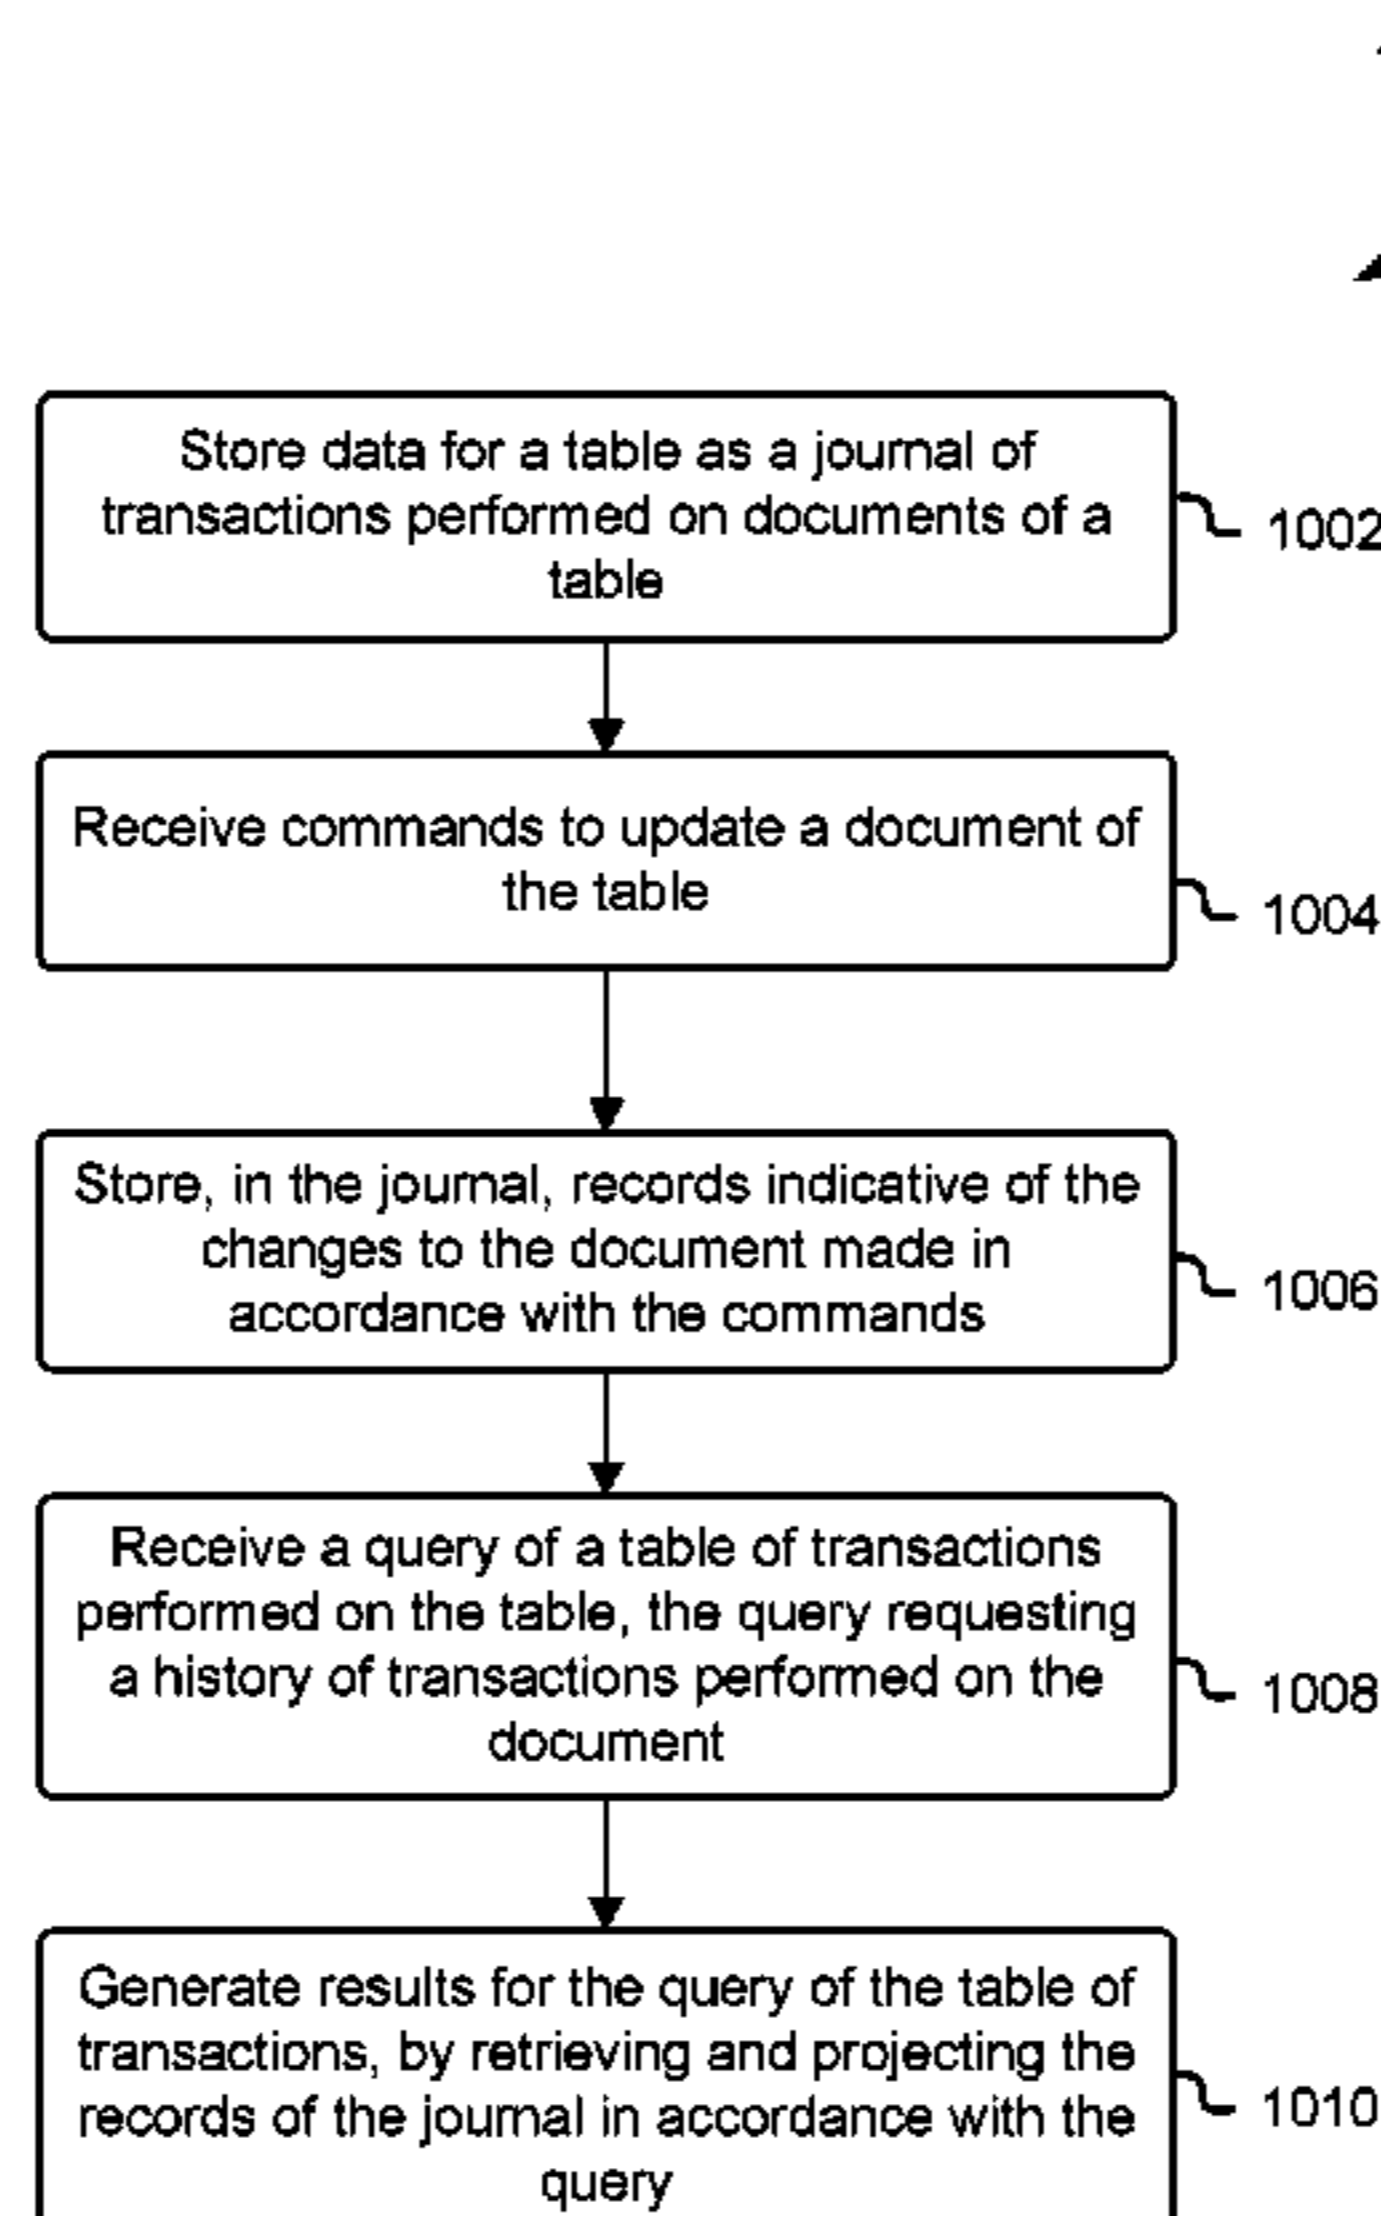 Store data for a table as a journal of
transactions performed on documents of a
table
1002
Receive commands to update a document of
the table
1004
Store, in the journal, records indicative of the
changes to the document made in
accordance with the commands
1006
Receive a query of a table of transactions
performed on the table, the query requesting
a history of transactions performed on the
document
1008
Generate results for the query of the table of
transactions, by retrieving and projecting the
records of the journal in accordance with the
query
1010